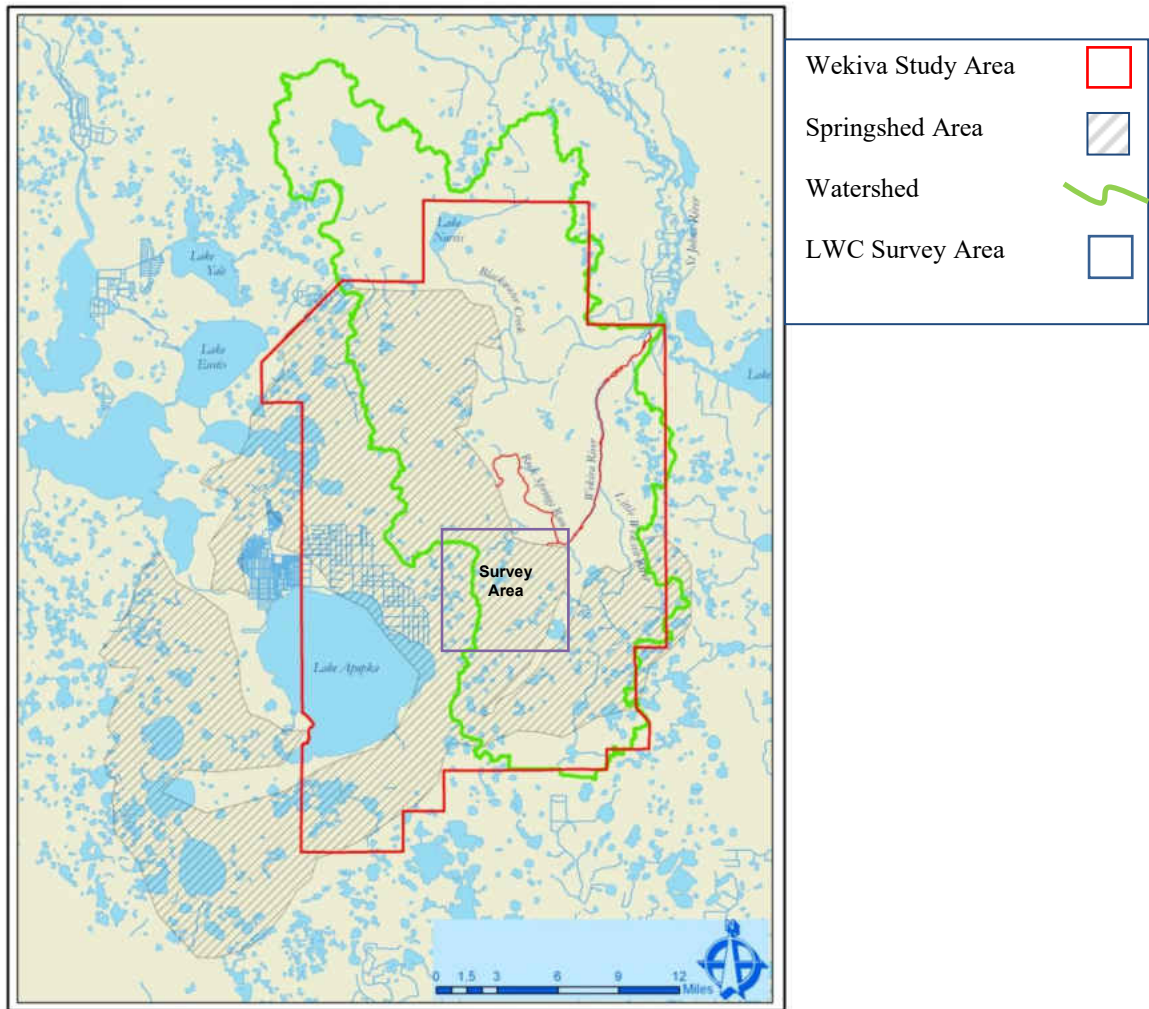 Wekiva Study Area
Springshed Area
Watershed
LWC Survey Area
St Johns River
Lake
Norris
Lake
Yale
Blackwater Creek
Lake
Eustis
Lake
Rock Springs Run
Wekiva River
Little Wekiva River
Survey
Area
Lake Apopka
N
0 1.5 3 6 9 12
Miles